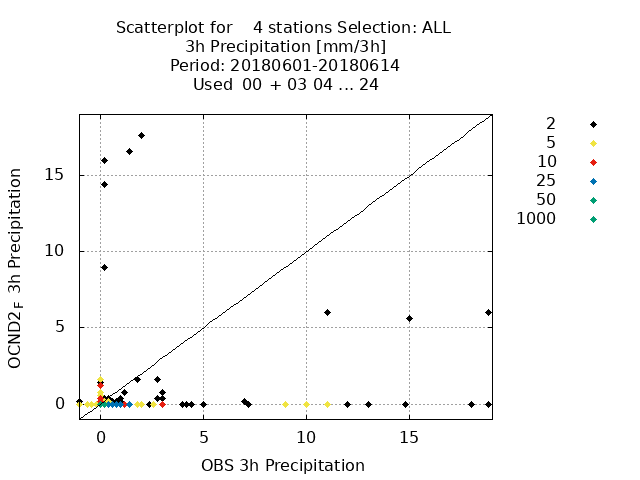 Scatterplot for 4 stations Selection: ALL
3h Precipitation [mm/3h]
Period: 20180601-20180614
Used 00 + 03 04 ... 24
2
5
10
25
50
1000
OCND2F 3h Precipitation
15
10
5
0
0 5 10 15
OBS 3h Precipitation